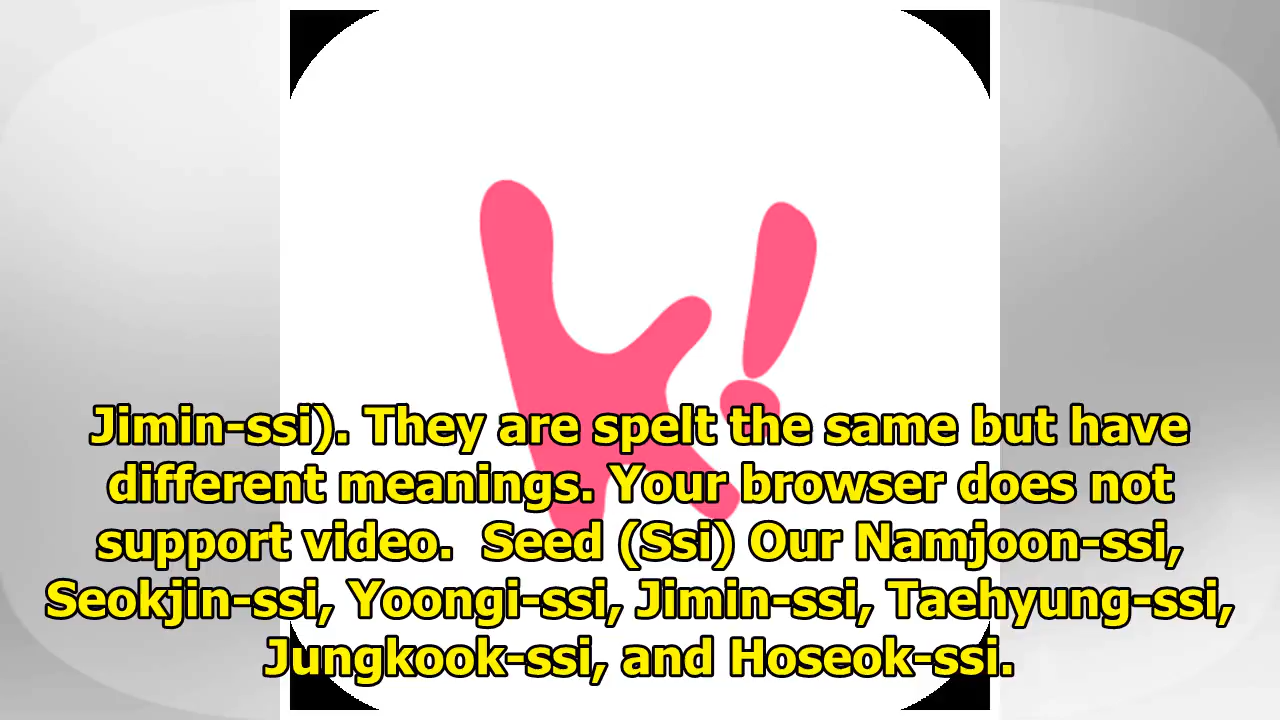 k!
Jimin-ssi). They are spelt the same but have
different meanings. Your browser does not
support video.  Seed (Ssi) Our Namjoon-ssi,
Seokjin-ssi, Yoongi-ssi, Jimin-ssi, Taehyung-ssi,
Jungkook-ssi, and Hoseok-ssi.